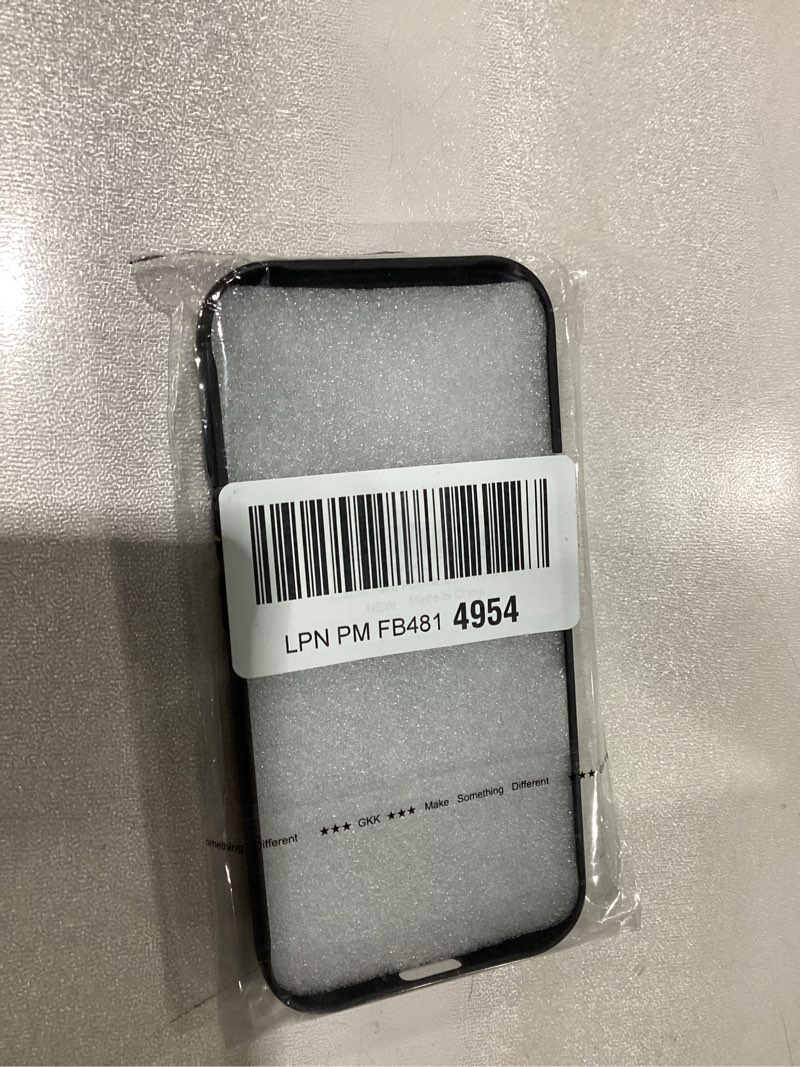 NEW Made in China
LPN PM FB481 4954
omething Different ★★★ GKK ★★★ Make Something Different ★★★ G